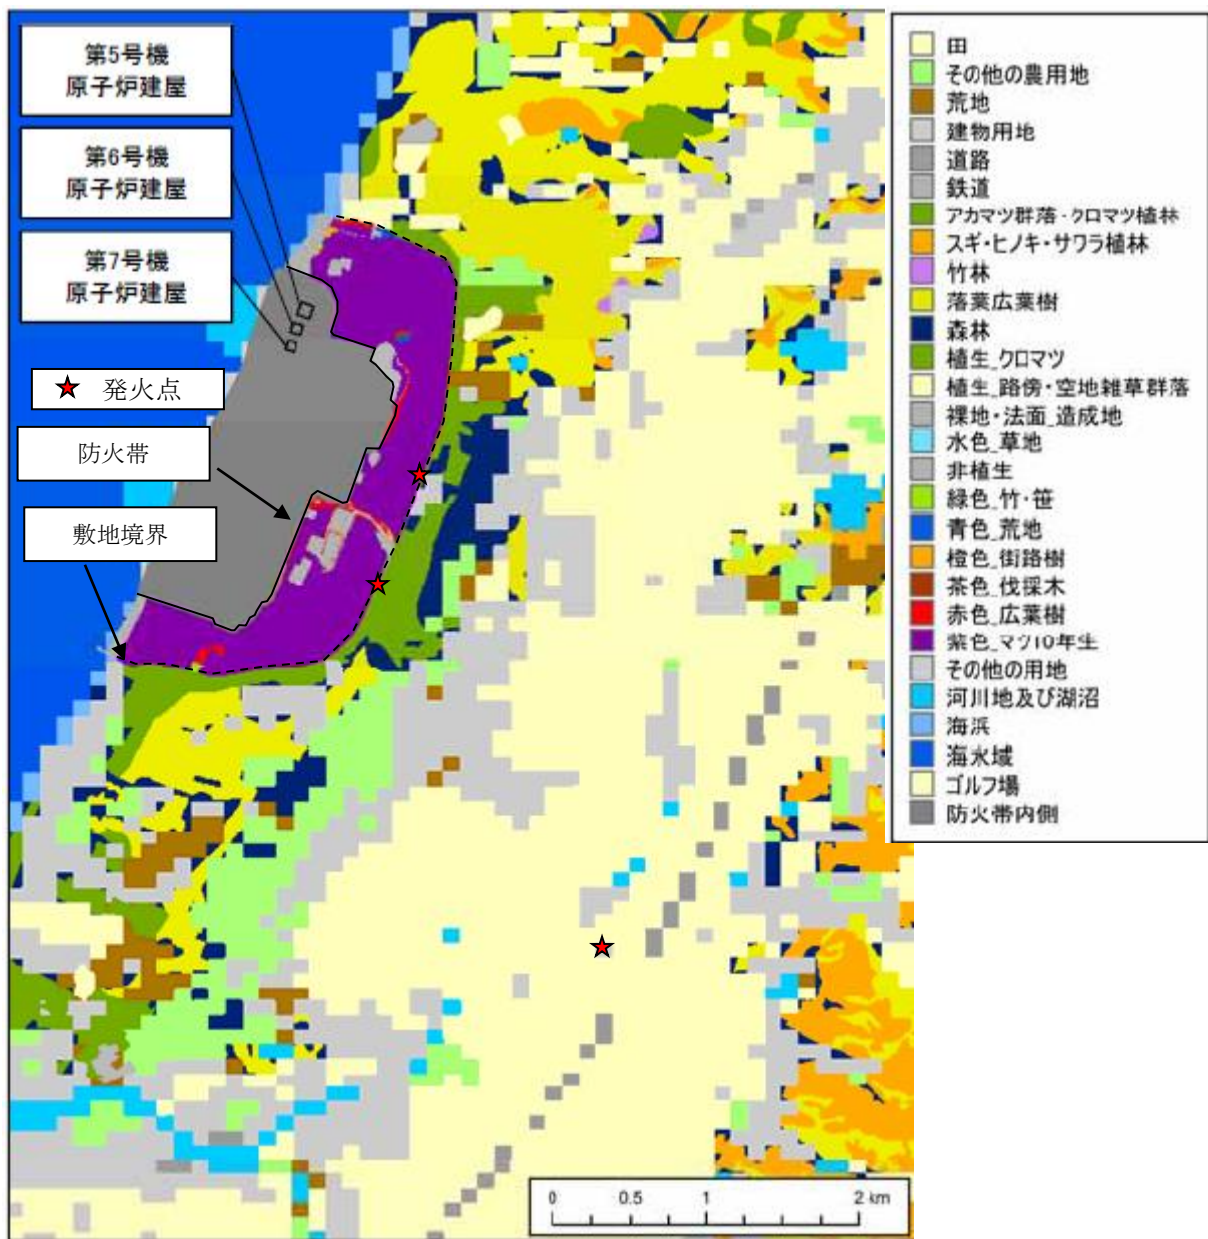 第5号機
原子炉建屋
第6号機
原子炉建屋
第7号機
原子炉建屋
発火点
防火帯
敷地境界
田
その他の農用地
荒地
建物用地
道路
鉄道
アカマツ群落・クロマツ植林
スギ・ヒノキ・サワラ植林
竹林
落葉広葉樹
森林
植生_クロマツ
植生_路傍・空地雑草群落
裸地・法面_造成地
水色_草地
非植生
緑色_竹・笹
青色_荒地
橙色_街路樹
茶色_伐採木
赤色_広葉樹
紫色_マツ10年生
その他の用地
河川地及び湖沼
海浜
海水域
ゴルフ場
防火帯内側
0 0.5 1 2 km